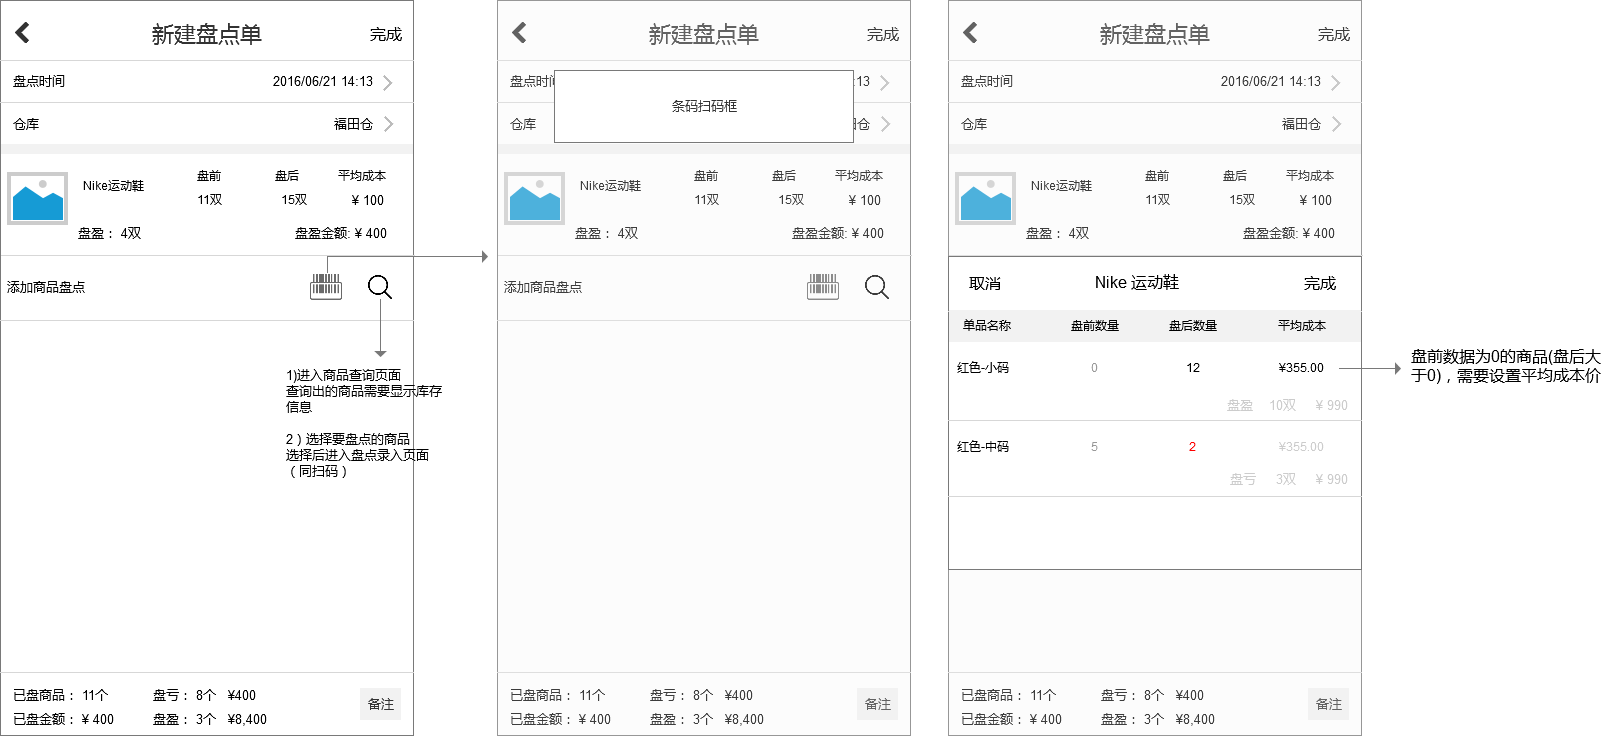 新建盘点单
完成
盘点时间
2016/06/21 14:13
仓库
福田仓
Nike运动鞋
盘前
盘后
平均成本
11双
15双
¥ 100
盘盈： 4双
盘盈金额: ¥ 400
添加商品盘点
1)进入商品查询页面
查询出的商品需要显示库存
信息
2）选择要盘点的商品
选择后进入盘点录入页面
（同扫码）
已盘商品： 11个
盘亏： 8个 ¥400
已盘金额： ¥ 400
盘盈： 3个 ¥8,400
备注
新建盘点单
完成
盘点时间
:13
条码扫码框
仓库
仓
Nike运动鞋
盘前
盘后
平均成本
11双
15双
¥ 100
盘盈： 4双
盘盈金额: ¥ 400
添加商品盘点
已盘商品： 11个
盘亏： 8个 ¥400
已盘金额： ¥ 400
盘盈： 3个 ¥8,400
备注
新建盘点单
完成
盘点时间
2016/06/21 14:13
仓库
福田仓
Nike运动鞋
盘前
盘后
平均成本
11双
15双
¥ 100
盘盈： 4双
盘盈金额: ¥ 400
取消
Nike 运动鞋
完成
单品名称
盘前数量
盘后数量
平均成本
红色-小码
0
12
¥355.00
盘盈 10双 ¥ 990
红色-中码
5
2
¥355.00
盘亏 3双 ¥ 990
已盘商品： 11个
盘亏： 8个 ¥400
已盘金额： ¥ 400
盘盈： 3个 ¥8,400
备注
盘前数据为0的商品(盘后大
于0)，需要设置平均成本价